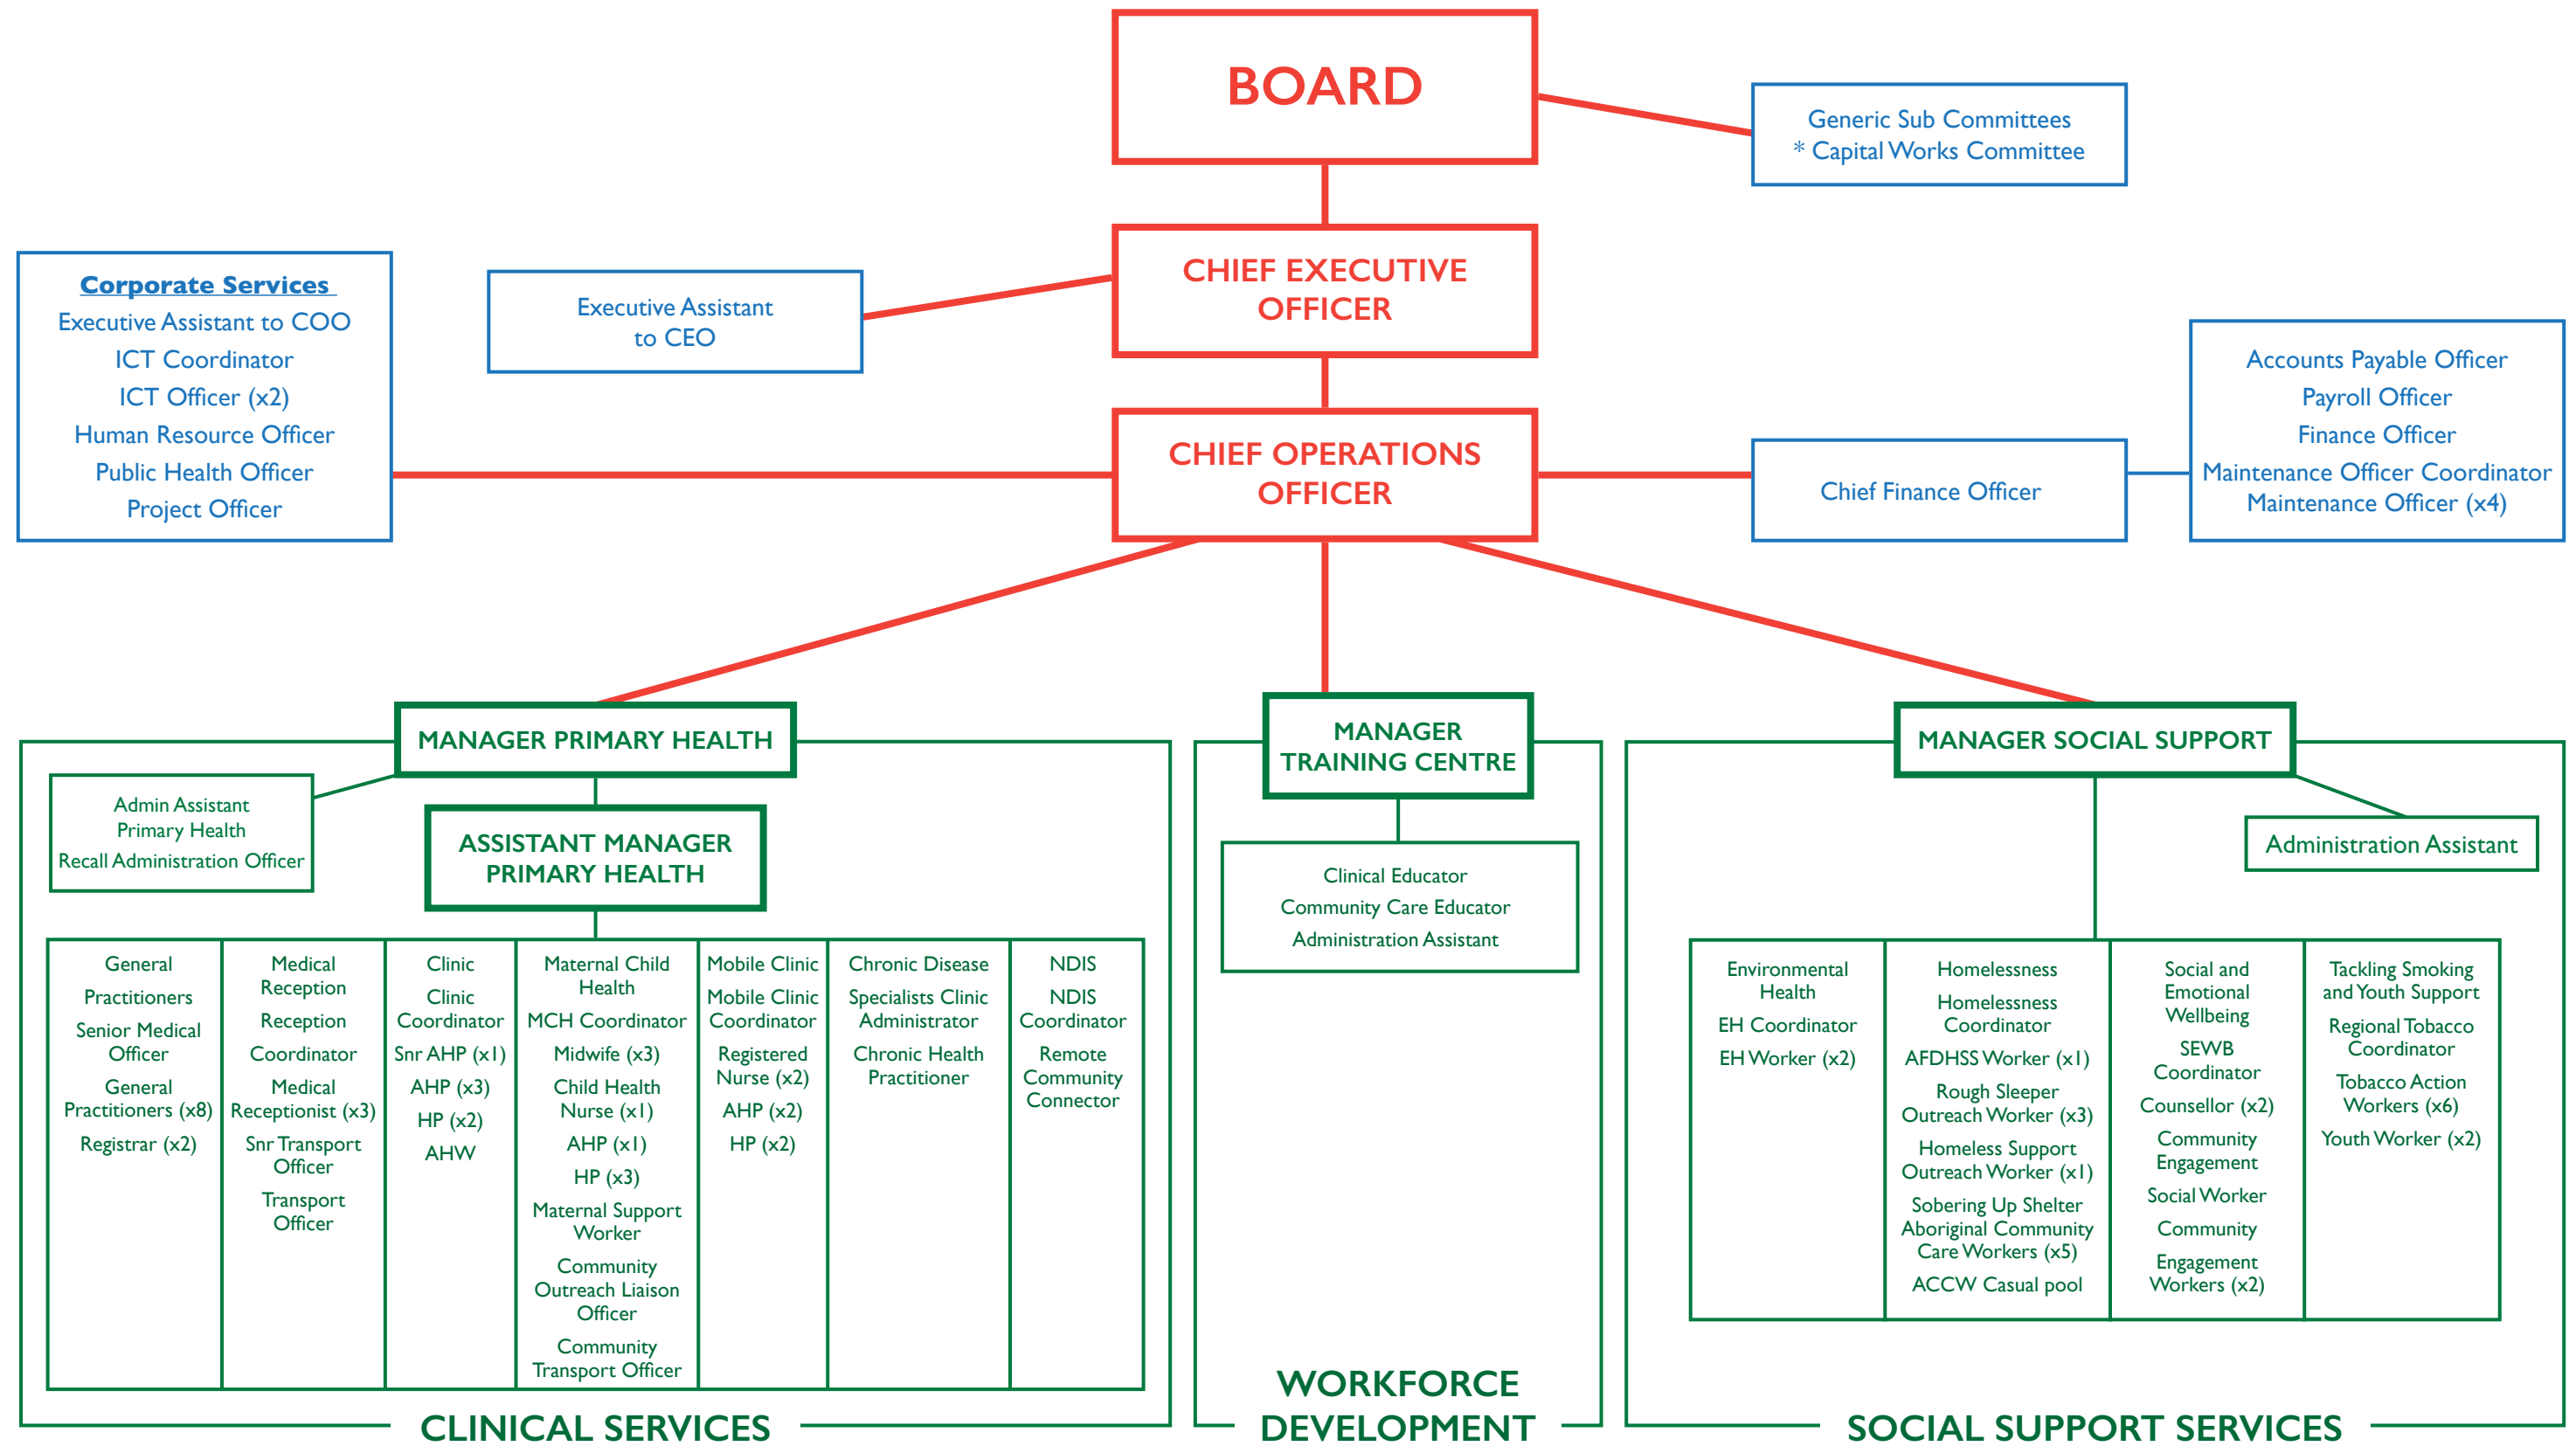 BOARD
Generic Sub Committees
* Capital Works Committee
CHIEF EXECUTIVE
OFFICER
Executive Assistant
to CEO
Corporate Services
Executive Assistant to COO
ICT Coordinator
ICT Officer (x2)
Human Resource Officer
Public Health Officer
Project Officer
CHIEF OPERATIONS
OFFICER
Chief Finance Officer
Accounts Payable Officer
Payroll Officer
Finance Officer
Maintenance Officer Coordinator
Maintenance Officer (x4)
MANAGER PRIMARY HEALTH
Admin Assistant
Primary Health
Recall Administration Officer
ASSISTANT MANAGER
PRIMARY HEALTH
General
Practitioners
Senior Medical
Officer
General
Practitioners (x8)
Registrar (x2)
Medical
Reception
Reception
Coordinator
Medical
Receptionist (x3)
Snr Transport
Officer
Transport
Officer
Clinic
Clinic
Coordinator
Snr AHP (x1)
AHP (x3)
HP (x2)
AHW
Maternal Child
Health
MCH Coordinator
Midwife (x3)
Child Health
Nurse (x1)
AHP (x1)
HP (x3)
Maternal Support
Worker
Community
Outreach Liaison
Officer
Community
Transport Officer
Mobile Clinic
Mobile Clinic
Coordinator
Registered
Nurse (x2)
AHP (x2)
HP (x2)
Chronic Disease
Specialists Clinic
Administrator
Chronic Health
Practitioner
NDIS
NDIS
Coordinator
Remote
Community
Connector
CLINICAL SERVICES
MANAGER
TRAINING CENTRE
Clinical Educator
Community Care Educator
Administration Assistant
WORKFORCE
DEVELOPMENT
MANAGER SOCIAL SUPPORT
Administration Assistant
Environmental
Health
EH Coordinator
EH Worker (x2)
Homelessness
Homelessness
Coordinator
AFDHSS Worker (x1)
Rough Sleeper
Outreach Worker (x3)
Homeless Support
Outreach Worker (x1)
Sobering Up Shelter
Aboriginal Community
Care Workers (x5)
ACCW Casual pool
Social and
Emotional
Wellbeing
SEWB
Coordinator
Counsellor (x2)
Community
Engagement
Social Worker
Community
Engagement
Workers (x2)
Tackling Smoking
and Youth Support
Regional Tobacco
Coordinator
Tobacco Action
Workers (x6)
Youth Worker (x2)
SOCIAL SUPPORT SERVICES